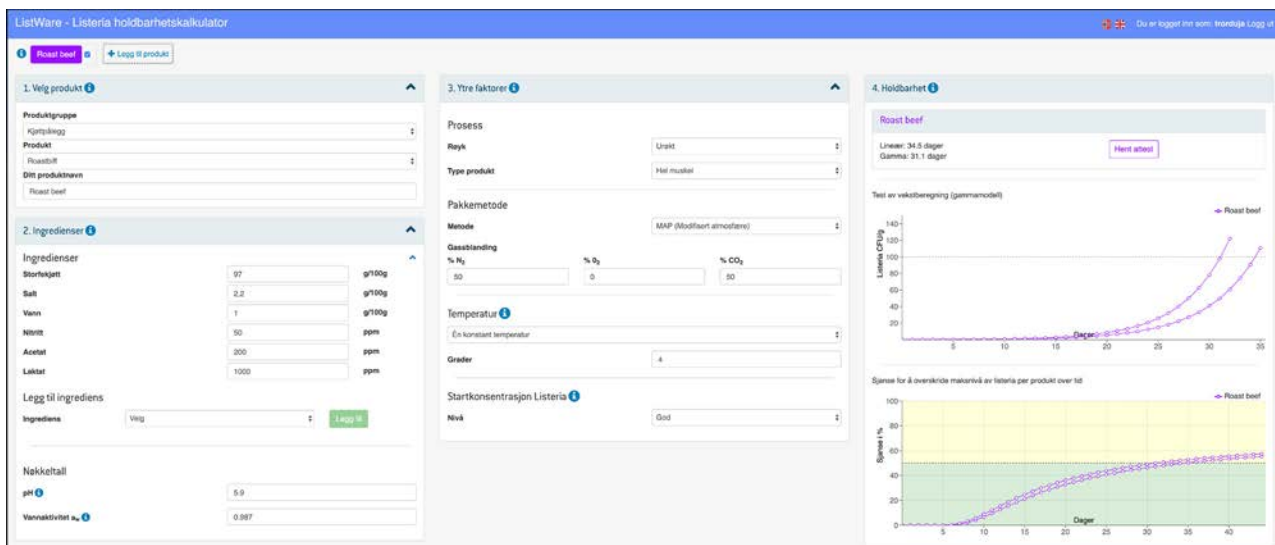 ListWare - Listeria holdbarhetskalkulator
Du er logget inn som: trorduja Logg ut
Roast beef
+ Legg til produkt
1. Velg produkt
Produktgruppe
Kjøttpålegg
Produkt
Roastbiff
Ditt produktnavn
Roast beef
2. Ingredienser
Ingredienser
Storfekjøtt 97 g/100g
Salt 2,2 g/100g
Vann 1 g/100g
Nitritt 50 ppm
Acetat 200 ppm
Laktat 1000 ppm
Legg til ingrediens
Ingrediens Velg Legg til
Nøkkeltall
pH 5.9
Vannaktivitet aw 0.987
3. Ytre faktorer
Prosess
Røyk Urøkt
Type produkt Hel muskel
Pakkemetode
Metode MAP (Modifisert atmosfære)
Gassblanding
% N₂ % 0₂ % CO₂
50 0 50
Temperatur
Én konstant temperatur
Grader 4
Startkonsentrasjon Listeria
Nivå God
4. Holdbarhet
Roast beef
Lineær: 34.5 dager
Gamma: 31.1 dager
Hent attest
Test av vekstberegning (gammamodell)
Roast beef
Listeria CFU/g
140
120
100
80
60
40
20
Dager
5 10 15 20 25 30 35
Sjanse for å overskride maksnivå av listeria per produkt over tid
Roast beef
Sjanse i %
100
80
60
40
20
0
Dager
5 10 15 20 25 30 35 40